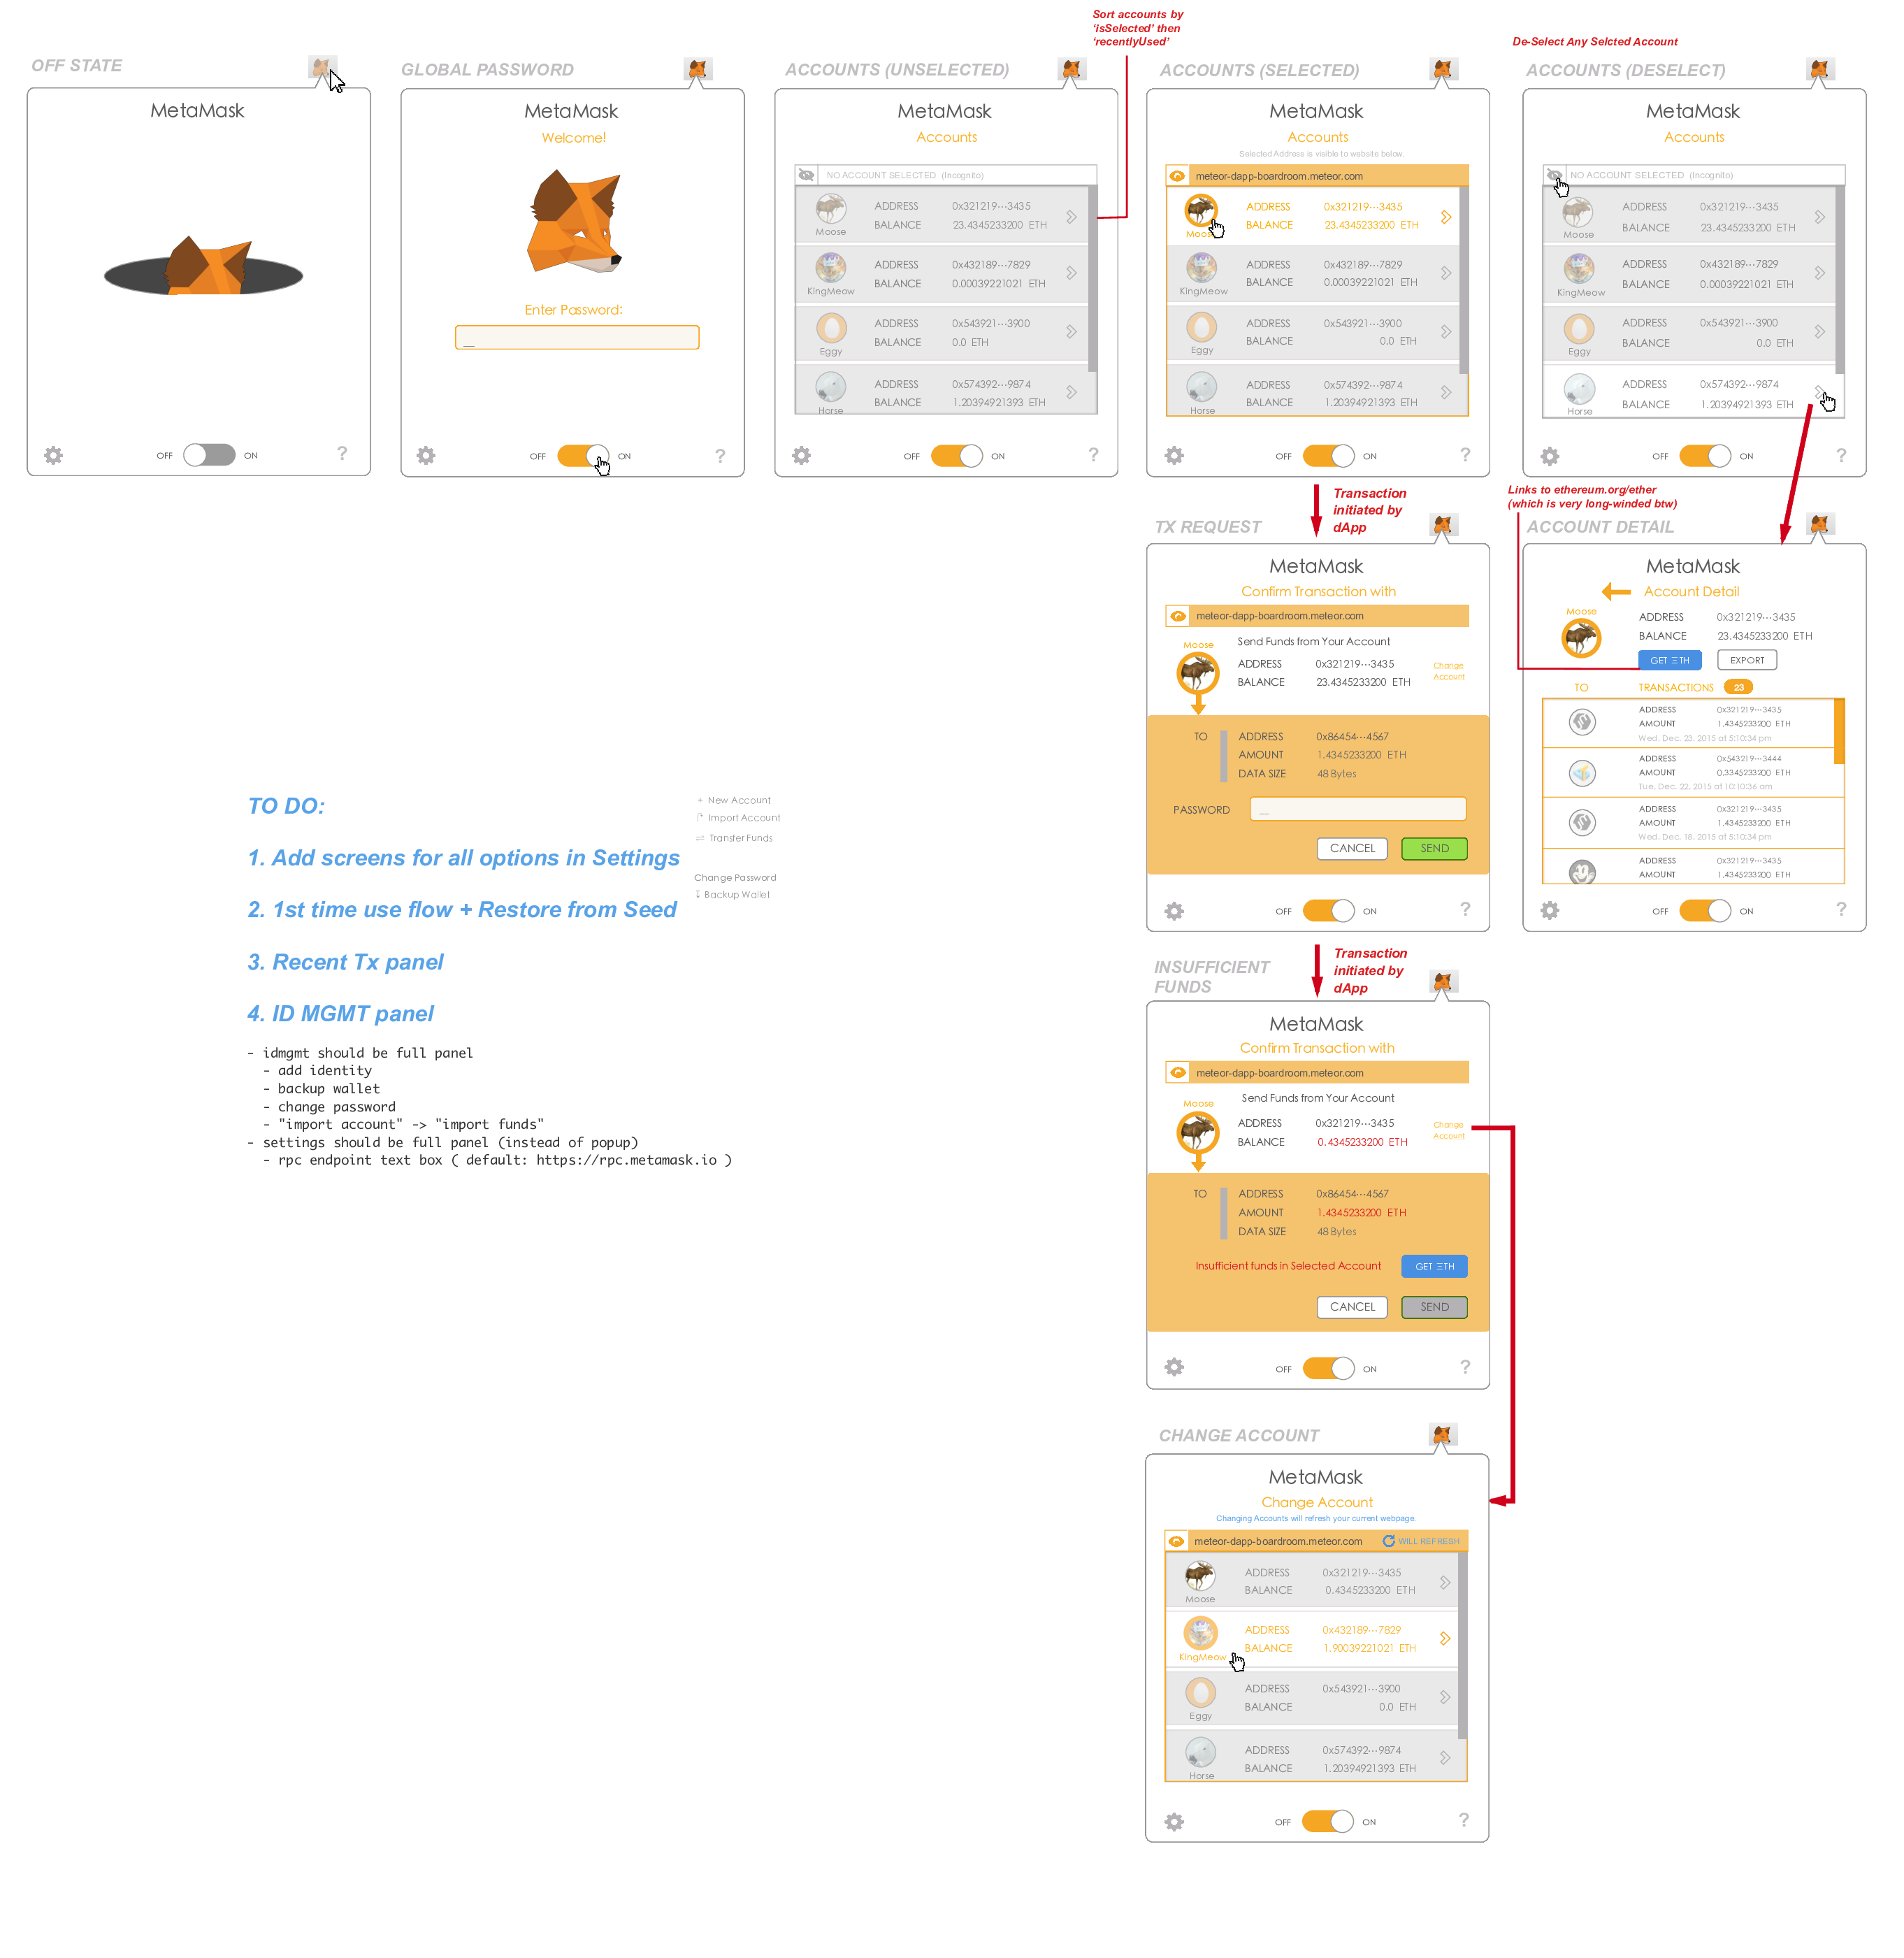 Sort accounts by
‘isSelected’ then
‘recentlyUsed’
De-Select Any Selcted Account
OFF STATE
MetaMask
OFF
ON
?
GLOBAL PASSWORD
MetaMask
Welcome!
Enter Password:
__
OFF
ON
?
ACCOUNTS (UNSELECTED)
MetaMask
Accounts
NO ACCOUNT SELECTED (Incognito)
ADDRESS 0x321219···3435
BALANCE 23.4345233200 ETH
Moose
ADDRESS 0x432189···7829
BALANCE 0.00039221021 ETH
KingMeow
ADDRESS 0x543921···3900
BALANCE 0.0 ETH
Eggy
ADDRESS 0x574392···9874
BALANCE 1.20394921393 ETH
Horse
OFF
ON
?
ACCOUNTS (SELECTED)
MetaMask
Accounts
Selected Address is visible to website below.
meteor-dapp-boardroom.meteor.com
ADDRESS 0x321219···3435
BALANCE 23.4345233200 ETH
Moose
ADDRESS 0x432189···7829
BALANCE 0.00039221021 ETH
KingMeow
ADDRESS 0x543921···3900
BALANCE 0.0 ETH
Eggy
ADDRESS 0x574392···9874
BALANCE 1.20394921393 ETH
Horse
OFF
ON
?
ACCOUNTS (DESELECT)
MetaMask
Accounts
NO ACCOUNT SELECTED (Incognito)
ADDRESS 0x321219···3435
BALANCE 23.4345233200 ETH
Moose
ADDRESS 0x432189···7829
BALANCE 0.00039221021 ETH
KingMeow
ADDRESS 0x543921···3900
BALANCE 0.0 ETH
Eggy
ADDRESS 0x574392···9874
BALANCE 1.20394921393 ETH
Horse
OFF
ON
?
Transaction
initiated by
dApp
TX REQUEST
MetaMask
Confirm Transaction with
meteor-dapp-boardroom.meteor.com
Send Funds from Your Account
Moose
ADDRESS 0x321219···3435
BALANCE 23.4345233200 ETH
Change
Account
TO
ADDRESS 0x86454···4567
AMOUNT 1.4345233200 ETH
DATA SIZE 48 Bytes
PASSWORD __
CANCEL
SEND
OFF
ON
?
Links to ethereum.org/ether
(which is very long-winded btw)
ACCOUNT DETAIL
MetaMask
Account Detail
Moose
ADDRESS 0x321219···3435
BALANCE 23.4345233200 ETH
GET ΞTH
EXPORT
TO
TRANSACTIONS 23
ADDRESS 0x321219···3435
AMOUNT 1.4345233200 ETH
Wed, Dec. 23, 2015 at 5:10:34 pm
ADDRESS 0x543219···3444
AMOUNT 0.3345233200 ETH
Tue, Dec. 22, 2015 at 10:10:36 am
ADDRESS 0x321219···3435
AMOUNT 1.4345233200 ETH
Wed, Dec. 18, 2015 at 5:10:34 pm
ADDRESS 0x321219···3435
AMOUNT 1.4345233200 ETH
OFF
ON
?
TO DO:
1. Add screens for all options in Settings
2. 1st time use flow + Restore from Seed
3. Recent Tx panel
4. ID MGMT panel
+ New Account
Import Account
Transfer Funds
Change Password
Backup Wallet
- idmgmt should be full panel
- add identity
- backup wallet
- change password
- "import account" -> "import funds"
- settings should be full panel (instead of popup)
- rpc endpoint text box ( default: https://rpc.metamask.io )
Transaction
initiated by
dApp
INSUFFICIENT
FUNDS
MetaMask
Confirm Transaction with
meteor-dapp-boardroom.meteor.com
Send Funds from Your Account
Moose
ADDRESS 0x321219···3435
BALANCE 0.4345233200 ETH
Change
Account
TO
ADDRESS 0x86454···4567
AMOUNT 1.4345233200 ETH
DATA SIZE 48 Bytes
Insufficient funds in Selected Account
GET ΞTH
CANCEL
SEND
OFF
ON
?
CHANGE ACCOUNT
MetaMask
Change Account
Changing Accounts will refresh your current webpage.
meteor-dapp-boardroom.meteor.com
WILL REFRESH
ADDRESS 0x321219···3435
BALANCE 0.4345233200 ETH
Moose
ADDRESS 0x432189···7829
BALANCE 1.90039221021 ETH
KingMeow
ADDRESS 0x543921···3900
BALANCE 0.0 ETH
Eggy
ADDRESS 0x574392···9874
BALANCE 1.20394921393 ETH
Horse
OFF
ON
?